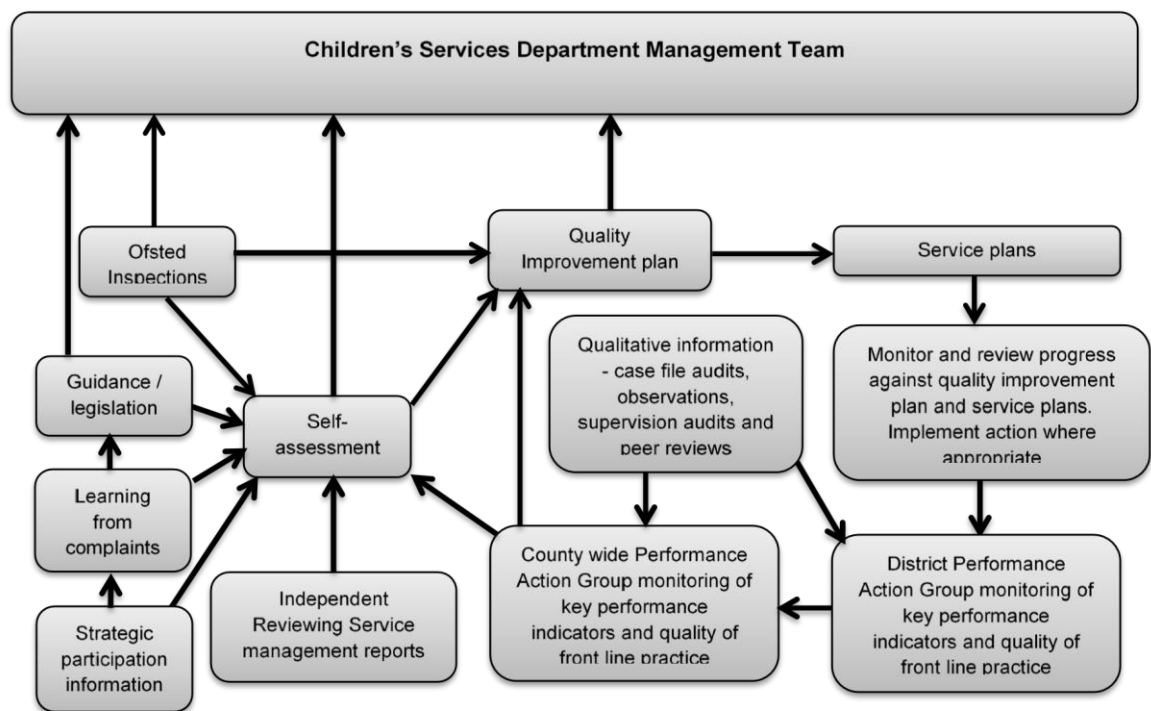 Children’s Services Department Management Team
Ofsted
Inspections
Quality
Improvement plan
Service plans
Guidance /
legislation
Self-
assessment
Qualitative information
- case file audits,
observations,
supervision audits and
peer reviews
Monitor and review progress
against quality improvement
plan and service plans.
Implement action where
appropriate
Learning
from
complaints
Strategic
participation
information
Independent
Reviewing Service
management reports
County wide Performance
Action Group monitoring of
key performance
indicators and quality of
front line practice
District Performance
Action Group monitoring of
key performance
indicators and quality of
front line practice